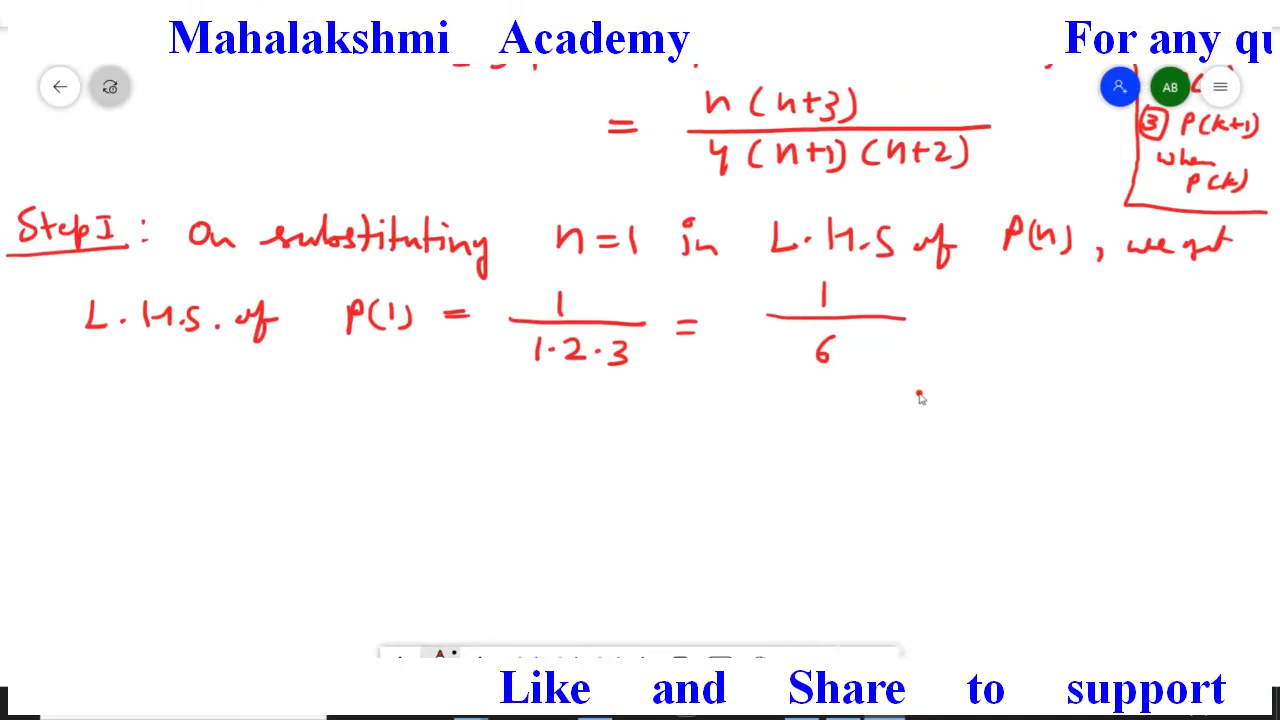 Mahalakshmi Academy For any qu
= n(n+3) / 4(n+1)(n+2)
③ P(k+1)
when
P(k)
AB
Step I : On substituting n=1 in L.H.S of P(n), we get
L.H.S. of P(1) = 1 / 1·2·3 = 1 / 6
Like and Share to support